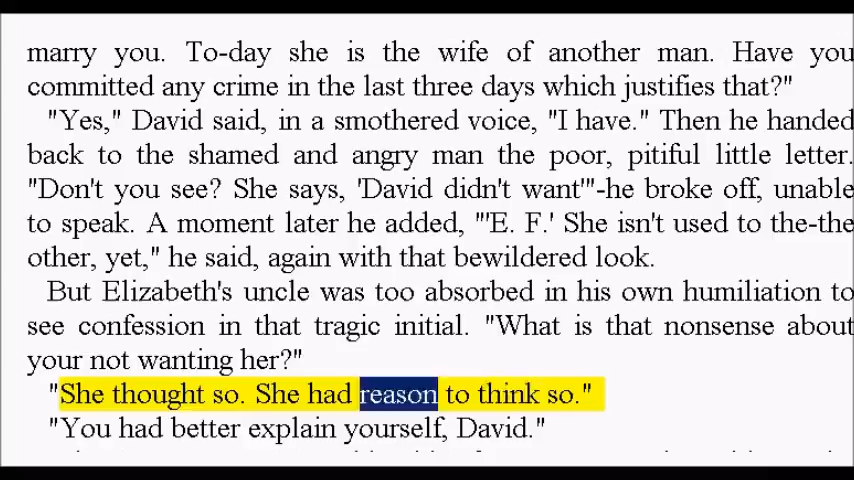 marry you. To-day she is the wife of another man. Have you
committed any crime in the last three days which justifies that?"
"Yes," David said, in a smothered voice, "I have." Then he handed
back to the shamed and angry man the poor, pitiful little letter.
"Don't you see? She says, 'David didn't want'"-he broke off, unable
to speak. A moment later he added, "'E. F.' She isn't used to the-the
other, yet," he said, again with that bewildered look.
But Elizabeth's uncle was too absorbed in his own humiliation to
see confession in that tragic initial. "What is that nonsense about
your not wanting her?"
"She thought so. She had reason to think so."
"You had better explain yourself, David."